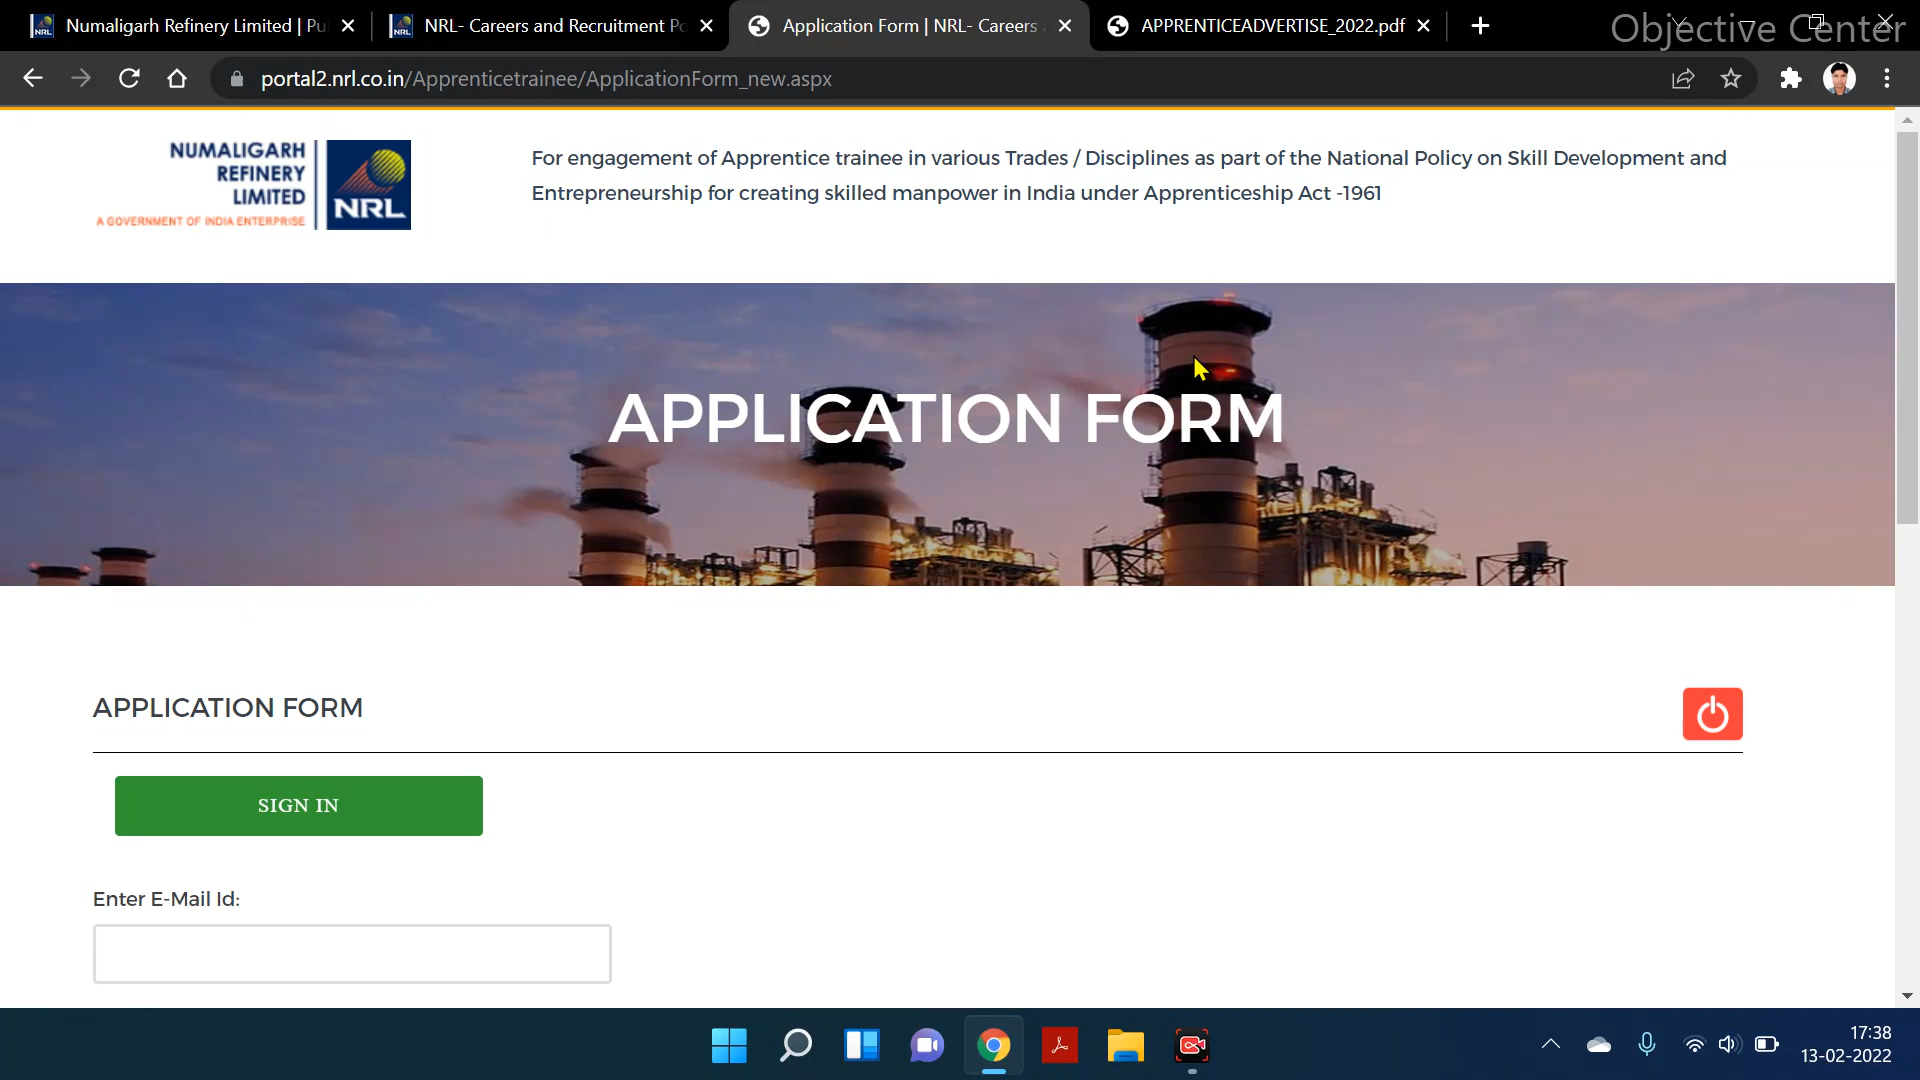 Numaligarh Refinery Limited | Pu
NRL- Careers and Recruitment Po
Application Form | NRL- Careers
APPRENTICEADVERTISE_2022.pdf
Objective Center
portal2.nrl.co.in/Apprenticetrainee/ApplicationForm_new.aspx
NUMALIGARH
REFINERY
LIMITED
A GOVERNMENT OF INDIA ENTERPRISE
NRL
For engagement of Apprentice trainee in various Trades / Disciplines as part of the National Policy on Skill Development and
Entrepreneurship for creating skilled manpower in India under Apprenticeship Act -1961
APPLICATION FORM
APPLICATION FORM
SIGN IN
Enter E-Mail Id:
17:38
13-02-2022